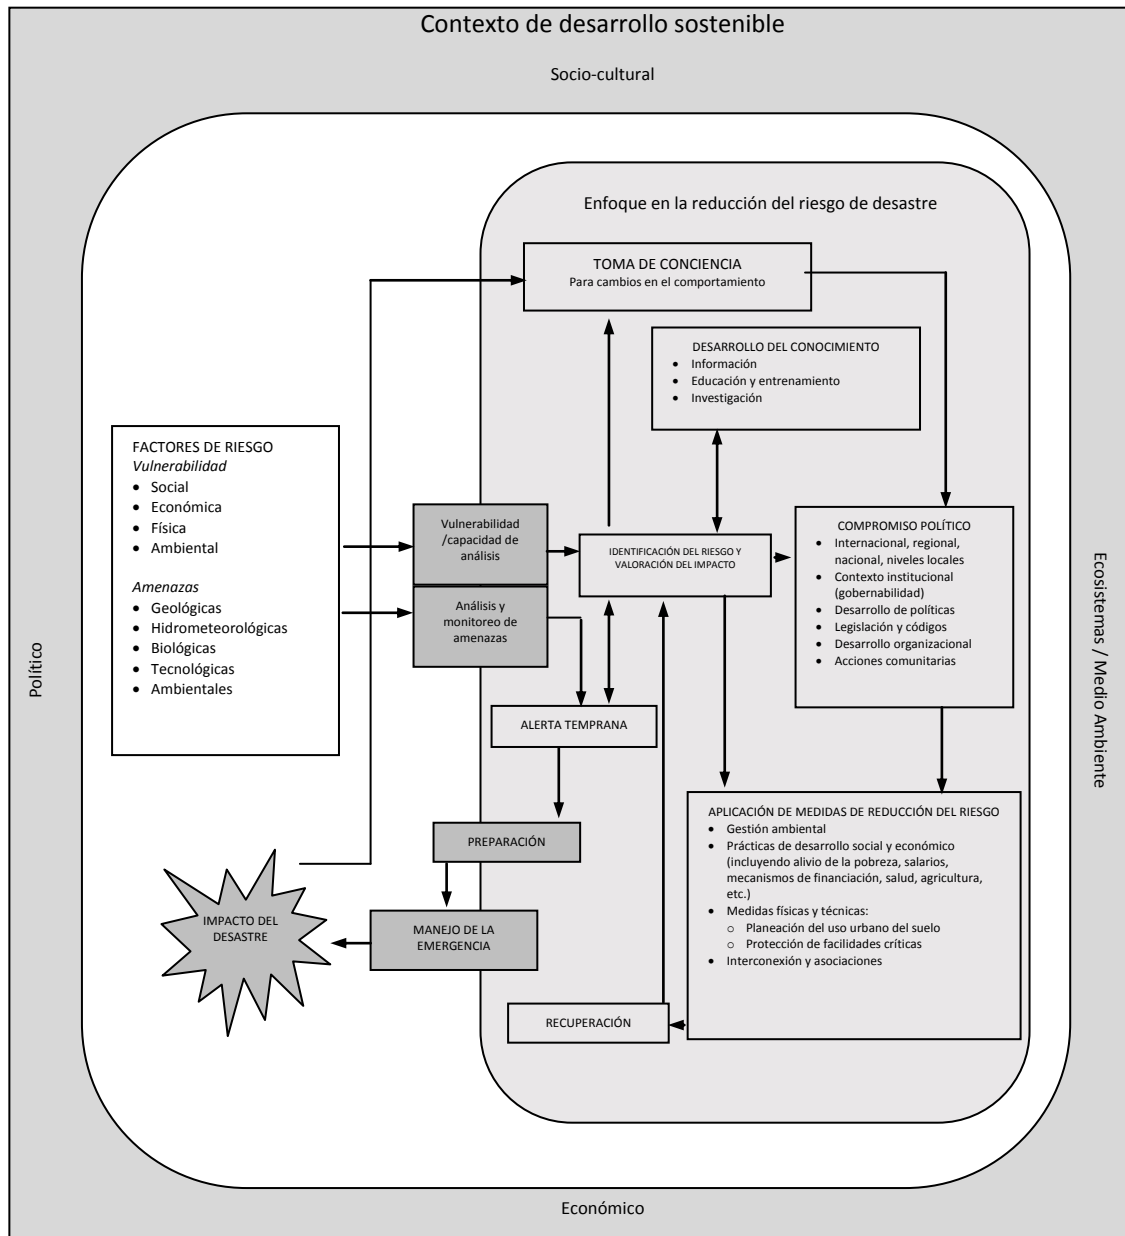 Contexto de desarrollo sostenible
Socio-cultural
Enfoque en la reducción del riesgo de desastre
TOMA DE CONCIENCIA
Para cambios en el comportamiento
DESARROLLO DEL CONOCIMIENTO
• Información
• Educación y entrenamiento
• Investigación
FACTORES DE RIESGO
Vulnerabilidad
• Social
• Económica
• Física
• Ambiental
Amenazas
• Geológicas
• Hidrometeorológicas
• Biológicas
• Tecnológicas
• Ambientales
Vulnerabilidad
/capacidad de
análisis
Análisis y
monitoreo de
amenazas
IDENTIFICACIÓN DEL RIESGO Y
VALORACIÓN DEL IMPACTO
COMPROMISO POLÍTICO
• Internacional, regional,
nacional, niveles locales
• Contexto institucional
(gobernabilidad)
• Desarrollo de políticas
• Legislación y códigos
• Desarrollo organizacional
• Acciones comunitarias
Político
Ecosistemas / Medio Ambiente
ALERTA TEMPRANA
PREPARACIÓN
MANEJO DE LA
EMERGENCIA
IMPACTO DEL
DESASTRE
APLICACIÓN DE MEDIDAS DE REDUCCIÓN DEL RIESGO
• Gestión ambiental
• Prácticas de desarrollo social y económico
(incluyendo alivio de la pobreza, salarios,
mecanismos de financiación, salud, agricultura,
etc.)
• Medidas físicas y técnicas:
o Planeación del uso urbano del suelo
o Protección de facilidades críticas
• Interconexión y asociaciones
RECUPERACIÓN
Económico